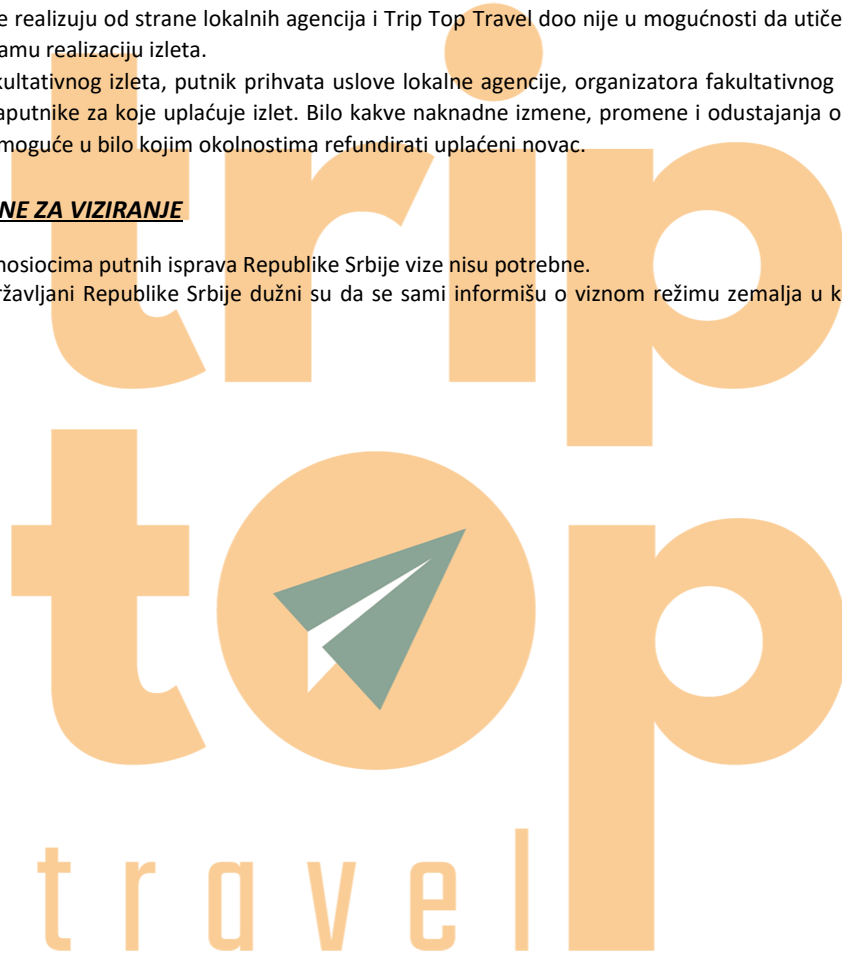 e realizuju od strane lokalnih agencija i Trip Top Travel doo nije u mogućnosti da utiče
amu realizaciju izleta.
kultativnog izleta, putnik prihvata uslove lokalne agencije, organizatora fakultativnog
aputnike za koje uplaćuje izlet. Bilo kakve naknadne izmene, promene i odustajanja o
moguće u bilo kojim okolnostima refundirati uplaćeni novac.
NE ZA VIZIRANJE
nosiocima putnih isprava Republike Srbije vize nisu potrebne.
ržavljani Republike Srbije dužni su da se sami informišu o viznom režimu zemalja u k
trip
top
travel